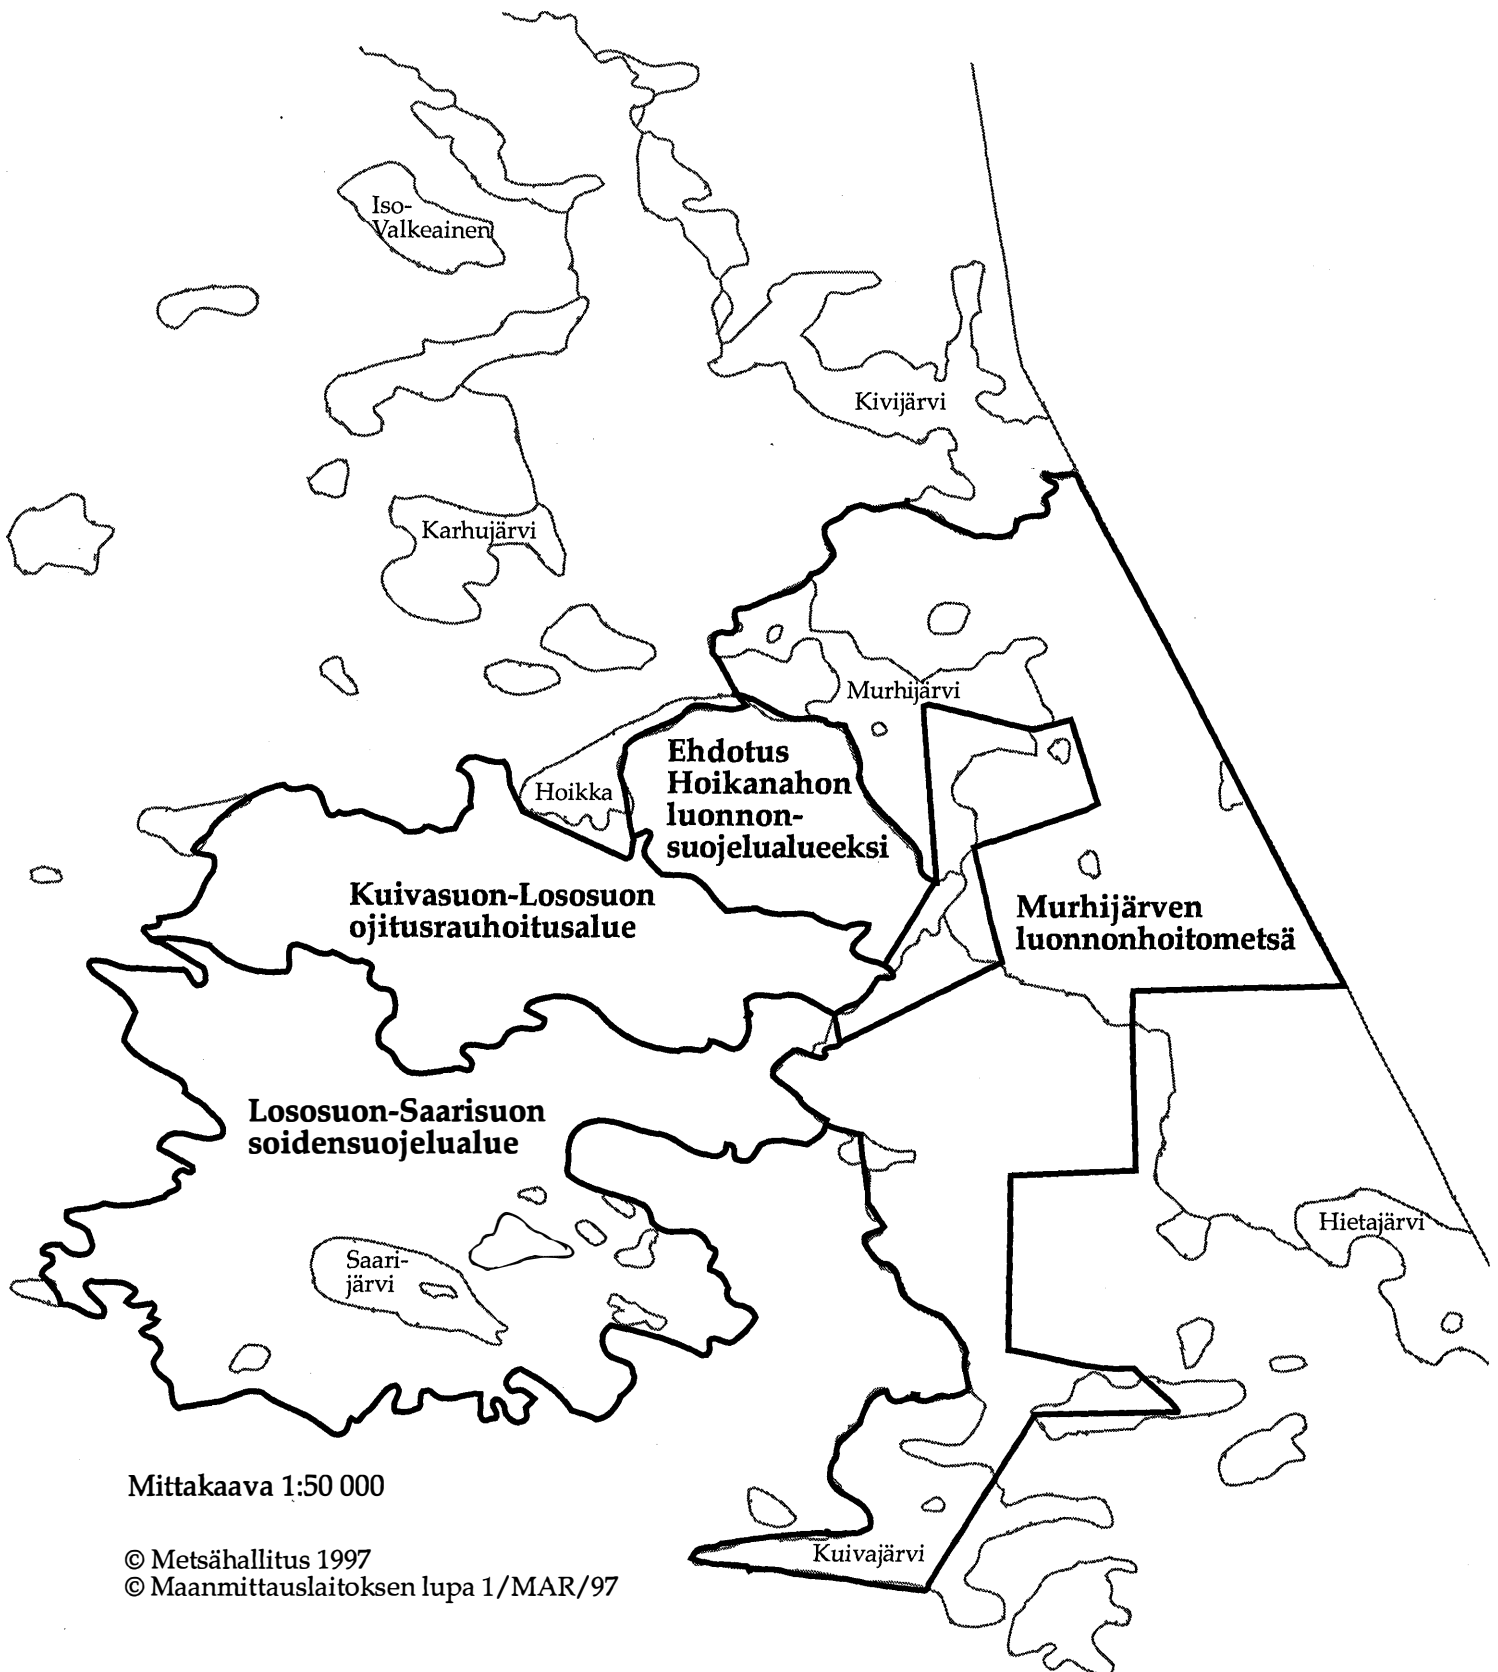 Iso-
Valkeainen
Kivijärvi
Karhujärvi
Murhijärvi
Ehdotus
Hoikanahon
luonnon-
suojelualueeksi
Hoikka
Kuivasuon-Lososuon
ojitusrauhoitusalue
Murhijärven
luonnonhoitometsä
Lososuon-Saarisuon
soidensuojelualue
Hietajärvi
Saari-
järvi
Mittakaava 1:50 000
Kuivajärvi
© Metsähallitus 1997
© Maanmittauslaitoksen lupa 1/MAR/97